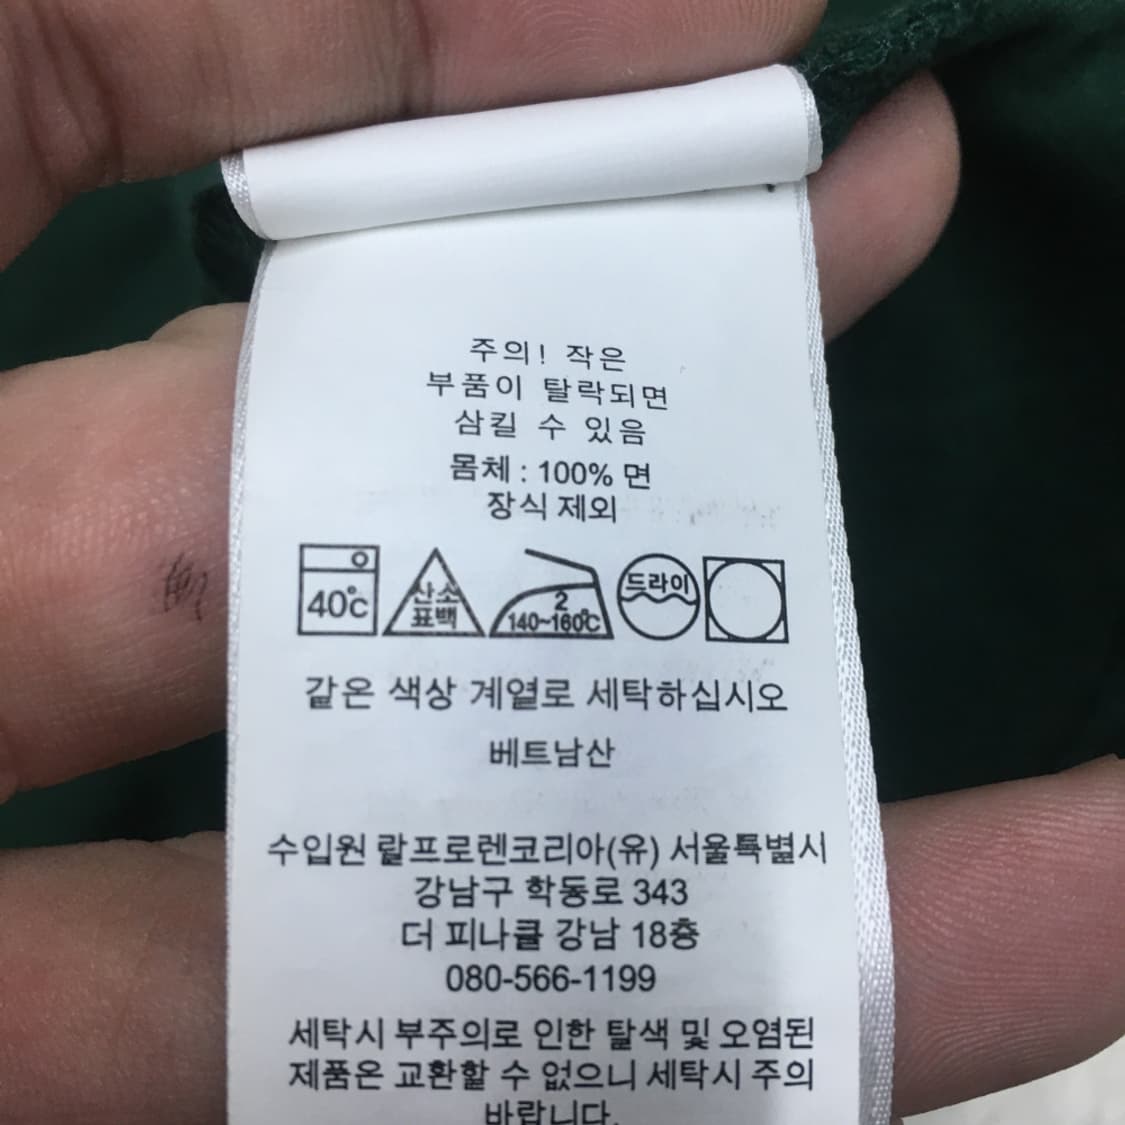 주의! 작은
부품이 탈락되면
삼킬 수 있음
몸체 : 100% 면
장식 제외
40°c
산소
표백
2
140~160°C
드라이
같은 색상 계열로 세탁하십시오
베트남산
수입원 랄프로렌코리아(유) 서울특별시
강남구 학동로 343
더 피나클 강남 18층
080-566-1199
세탁시 부주의로 인한 탈색 및 오염된
제품은 교환할 수 없으니 세탁시 주의
바랍니다.